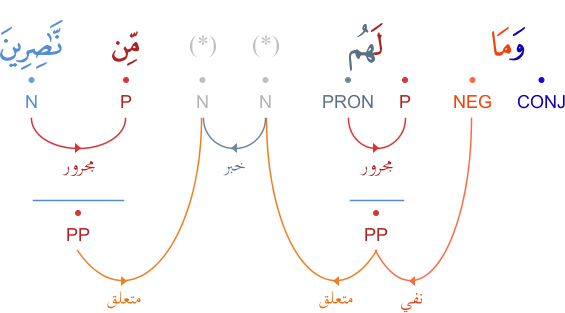 وَمَا لَهُم (*) (*) مِّن نَّٰصِرِينَ
CONJ NEG P PRON N N P N
مجرور خبر مجرور
PP PP
نفي متعلق متعلق